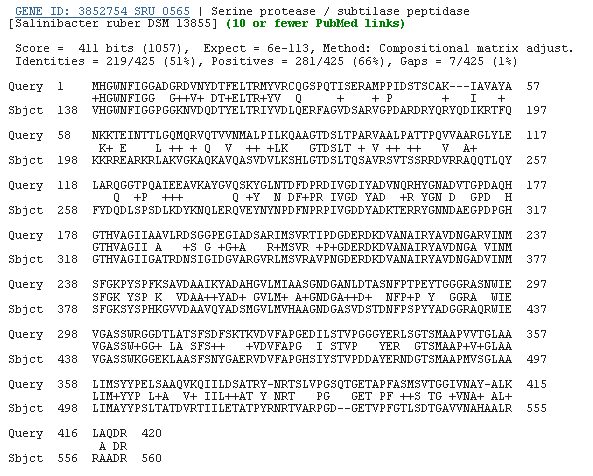 GENE ID: 3852754 SRU_0565 | Serine protease / subtilase peptidase
[Salinibacter ruber DSM 13855] (10 or fewer PubMed links)
Score = 411 bits (1057), Expect = 6e-113, Method: Compositional matrix adjust.
Identities = 219/425 (51%), Positives = 281/425 (66%), Gaps = 7/425 (1%)
Query 1 MHGWNFIGGADGRDVNYDTFELTRMYVRCQGSPQTISERAMPPIDSTSCAK---IAVAYA 57
+HGWNFIGG G++V+ DT+ELTR+YV Q + + P + I +
Sbjct 138 VHGWNFIGGPGGKNVTDQDTYELTRIYVDLQERFAGVDSARVGPDARDRYQRYQDIKRTFQ 197
Query 58 NKKTEINTTLGQMQRVQTVVNMALPILKQAAGTDSLTPARVAALPATTPQVVAARGLYLE 117
K+ E L ++ + Q V ++ +LK GTDSLT + V ++ V A+
Sbjct 198 KKRREARKRLAKVKGKAQKAVQASVDVLKSHLGTDSLTQSAVRSVTSSRRDVRRAQQTLQY 257
Query 118 LARQGGTPQAIEEAVKAYGVQSKYGLNTDFDPRDIVGDIYADVNQRHYGNADVTGPDAQH 177
Q +P +++ Q +Y N DF+PR IVGD YAD +R YGN D GPD H
Sbjct 258 FYDQDLSPSDLKDYKNQLERQVEYNYNPDFNPRPIVGDDYADKTERRYGNNDAEGPDPGH 317
Query 178 GTHVAGIIAAVLRDSGGPEGIADSARIMSVRTIPDGDERDKDVANAIRYAVDNGARVINM 237
GTHVAGII A +S G +G+A R+MSVR +P+GDERDKDVANAIRYAVDNGA VINM
Sbjct 318 GTHVAGIIGATRDNSIGIDGVARGVRLMSVRAVPNGDERDKDVANAIRYAVDNGADVINM 377
Query 238 SFGKPYSPFKSAVDAAIKYADAHGVLMIAASGNDGANLDTASNFPTPEYTGGGRASNWIE 297
SFGK YSP K VDAA++YAD+ GVLM+ A+GNDGA++D+ NFP+P Y GGRA WIE
Sbjct 378 SFGKSYSPHKGVVDAAVQYADSMGVLMVHAAGNDGASVDSTDNFPSPYYADGGRAQRWIE 437
Query 298 VGASSWRGGDTLATSFSDFSKTKVDVFAPGEDILSTVPGGGYERLSGTSMAAPVVTGLAA 357
VGASSW+GG+ LA SFS++ +VDVFAPG I STVP YER GTSMAAP+V+GLAA
Sbjct 438 VGASSWKGGEKLAASFSNYGAERVDVFAPGHSIYSTVPDDAYERNDGTSMAAPMVSGLAA 497
Query 358 LIMSYYPELSAAQVKQIILDSATRY-NRTSLVPGSQTGETAPFASMSVTGGIVNAY-ALK 415
LIM+YYP L+A V+ IIL++AT Y NRT PG GET PF ++S TG +VNA+ AL+
Sbjct 498 LIMAYYPSLTATDVRTIILETATPYRNRTVARPGD--GETVPFGTLSDTGAVVNAHAALR 555
Query 416 LAQDR 420
A DR
Sbjct 556 RAADR 560